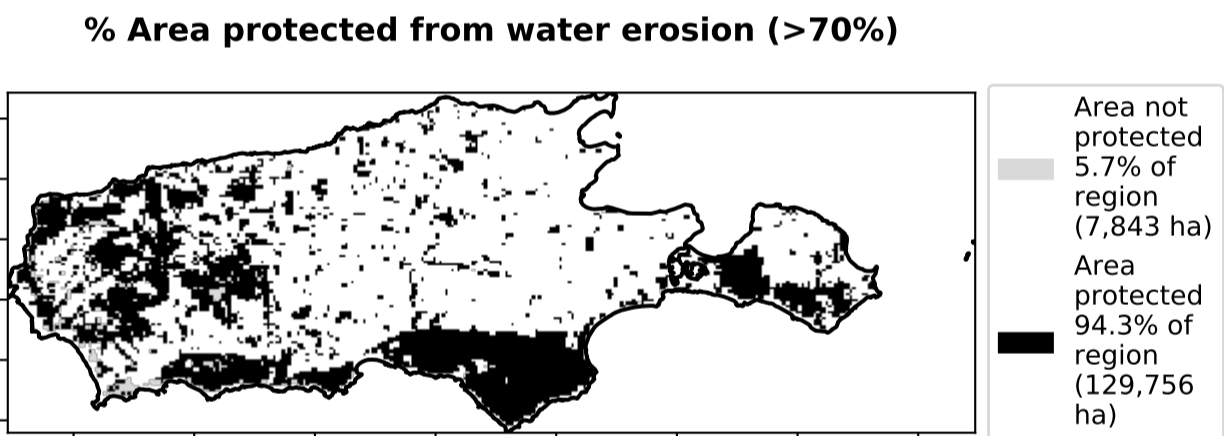 % Area protected from water erosion (>70%)
Area not
protected
5.7% of
region
(7,843 ha)
Area
protected
94.3% of
region
(129,756
ha)